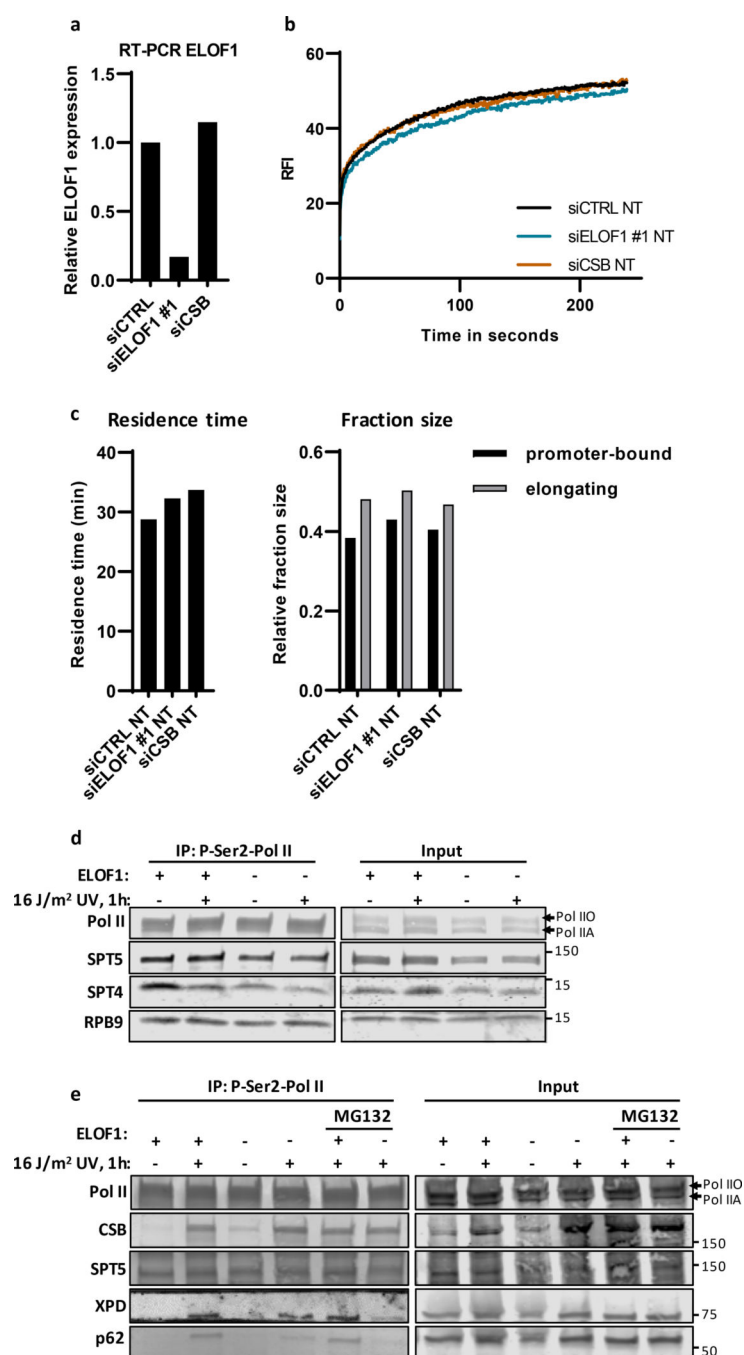 a
RT-PCR ELOF1
Relative ELOF1 expression
1.5
1.0
0.5
0.0
siCTRL
siELOF1 #1
siCSB
b
RFI
60
40
20
0
0 100 200
Time in seconds
siCTRL NT
siELOF1 #1 NT
siCSB NT
c
Residence time
Residence time (min)
40
30
20
10
0
siCTRL NT
siELOF1 #1 NT
siCSB NT
Fraction size
Relative fraction size
0.6
0.4
0.2
0.0
siCTRL NT
siELOF1 #1 NT
siCSB NT
promoter-bound
elongating
d
IP: P-Ser2-Pol II Input
ELOF1: + + - - + + - -
16 J/m² UV, 1h: - + - + - + - +
Pol II Pol IIO
Pol IIA
SPT5 150
SPT4 15
RPB9 15
e
IP: P-Ser2-Pol II Input
MG132 MG132
ELOF1: + + - - + - + + - - + -
16 J/m² UV, 1h: - + - + + + - + - + + +
Pol II Pol IIO
Pol IIA
CSB 150
SPT5 150
XPD 75
p62 50